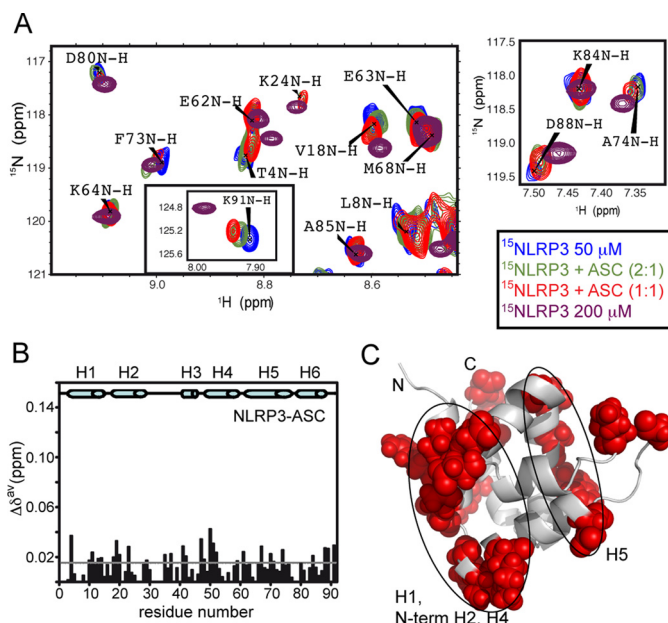 A
117
118
119
120
121
¹⁵N (ppm)
9.0
8.8
8.6
¹H (ppm)
D80N-H
K24N-H
E62N-H
E63N-H
F73N-H
V18N-H
T4N-H
M68N-H
K64N-H
L8N-H
A85N-H
K91N-H
124.8
125.6
8.00
7.90
K84N-H
118.0
118.5
119.0
119.5
¹⁵N (ppm)
D88N-H
A74N-H
7.50
7.45
7.40
7.35
¹H (ppm)
¹⁵NLRP3 50 μM
¹⁵NLRP3 + ASC (2:1)
¹⁵NLRP3 + ASC (1:1)
¹⁵NLRP3 200 μM
B
H1 H2 H3 H4 H5 H6
NLRP3-ASC
0.14
0.10
0.06
0.02
Δδᵃᵛ (ppm)
0 10 20 30 40 50 60 70 80 90
residue number
C
N
C
H5
H1,
N-term H2, H4